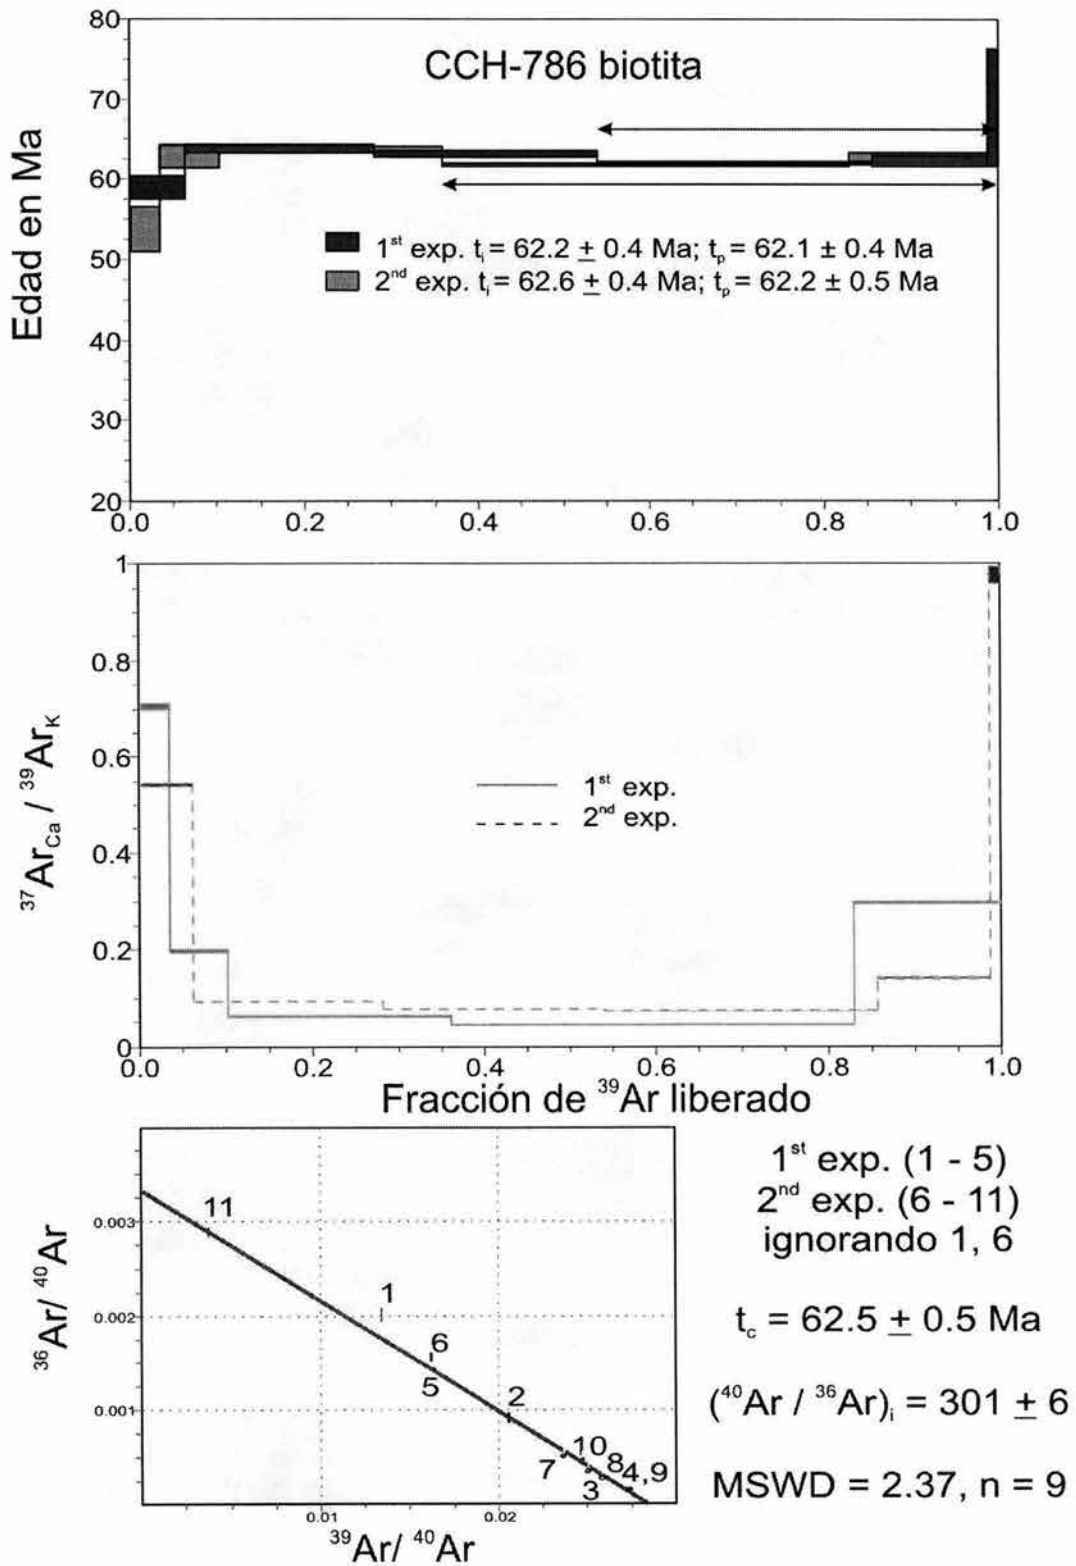 80
70
60
50
40
30
20
Edad en Ma
CCH-786 biotita
1st exp. ti = 62.2 ± 0.4 Ma; tp = 62.1 ± 0.4 Ma
2nd exp. ti = 62.6 ± 0.4 Ma; tp = 62.2 ± 0.5 Ma
0.0 0.2 0.4 0.6 0.8 1.0
1
0.8
0.6
0.4
0.2
0
37ArCa / 39ArK
1st exp.
2nd exp.
0.0 0.2 0.4 0.6 0.8 1.0
Fracción de 39Ar liberado
36Ar/ 40Ar
0.003
0.002
0.001
11
1
6
5
2
10
7
8
3
4,9
0.01 0.02
39Ar/ 40Ar
1st exp. (1 - 5)
2nd exp. (6 - 11)
ignorando 1, 6
tc = 62.5 ± 0.5 Ma
(40Ar / 36Ar)i = 301 ± 6
MSWD = 2.37, n = 9